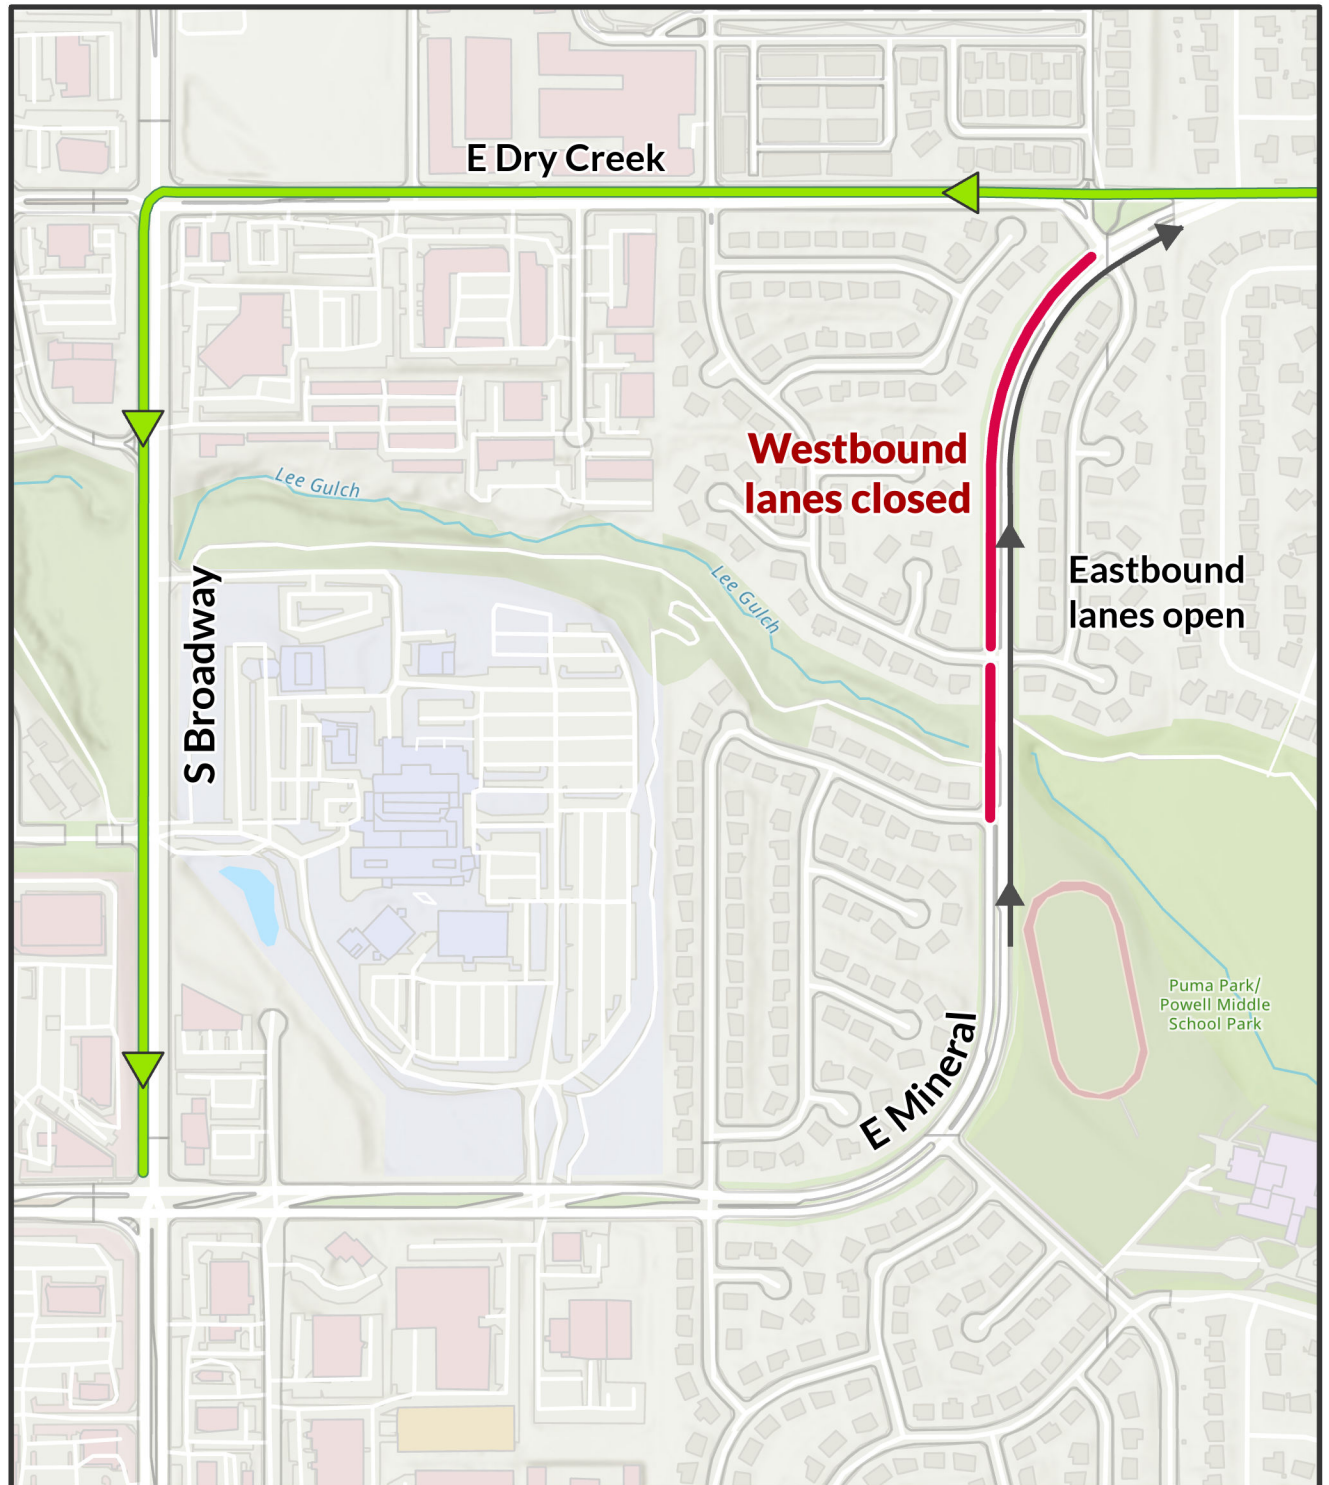 E Dry Creek
Westbound
lanes closed
Lee Gulch
Eastbound
lanes open
Lee Gulch
S Broadway
Puma Park/
Powell Middle
School Park
E Mineral